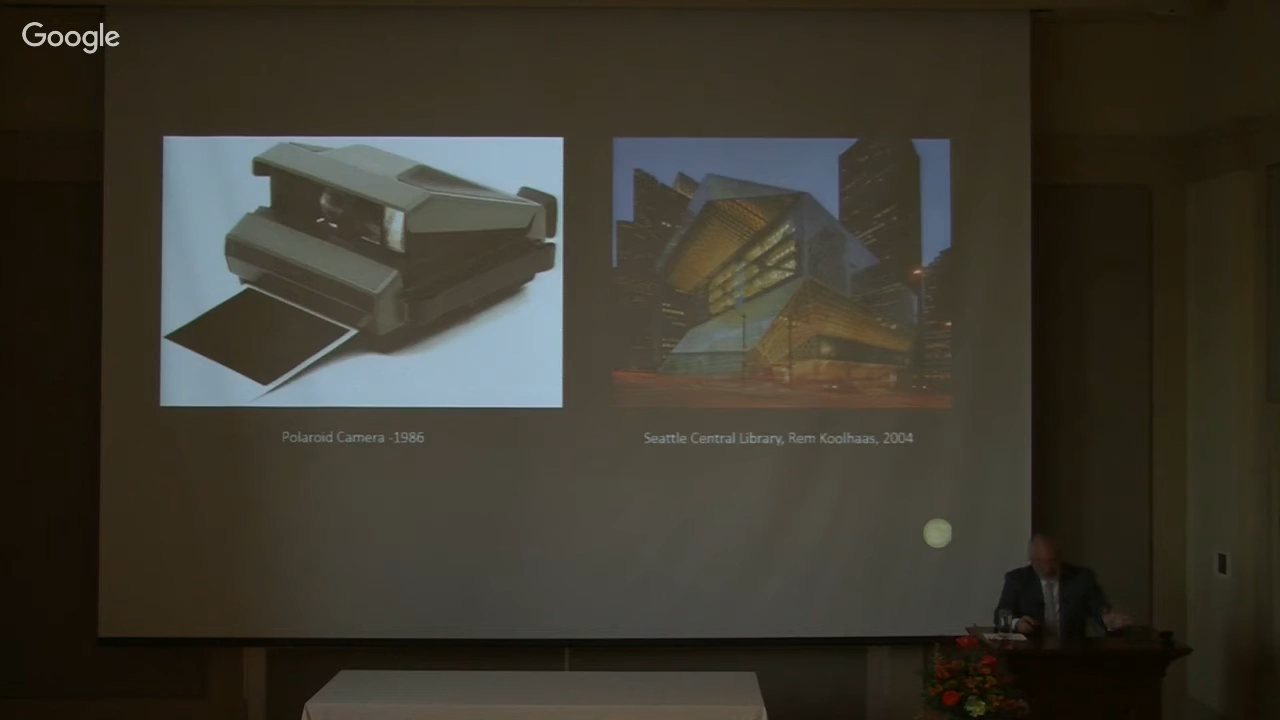 Google
Polaroid Camera -1986
Seattle Central Library, Rem Koolhaas, 2004